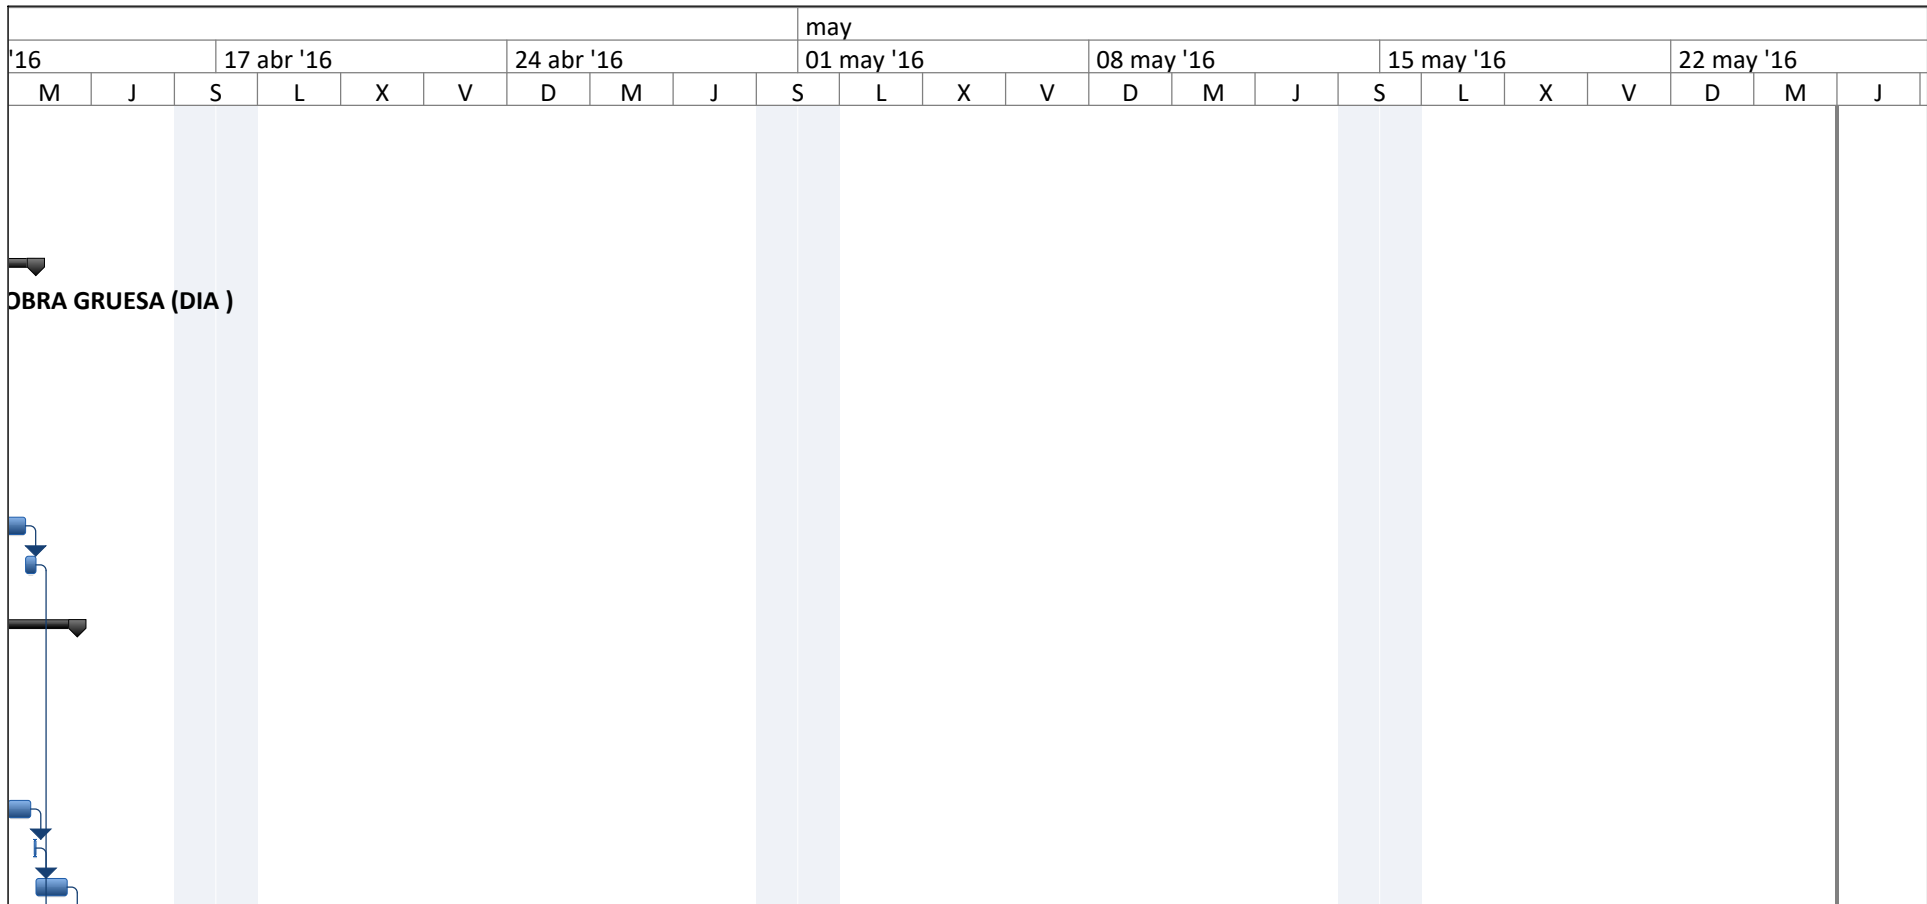 may
'16 17 abr '16 24 abr '16 01 may '16 08 may '16 15 may '16 22 may '16
M J S L X V D M J S L X V D M J S L X V D M J
OBRA GRUESA (DIA )